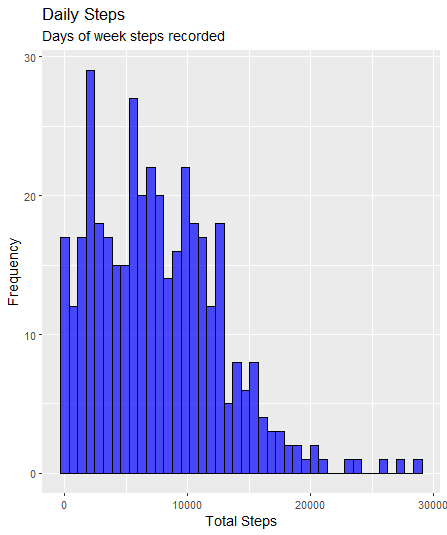 Daily Steps
Days of week steps recorded
30
20
10
0
Frequency
0 10000 20000 30000
Total Steps